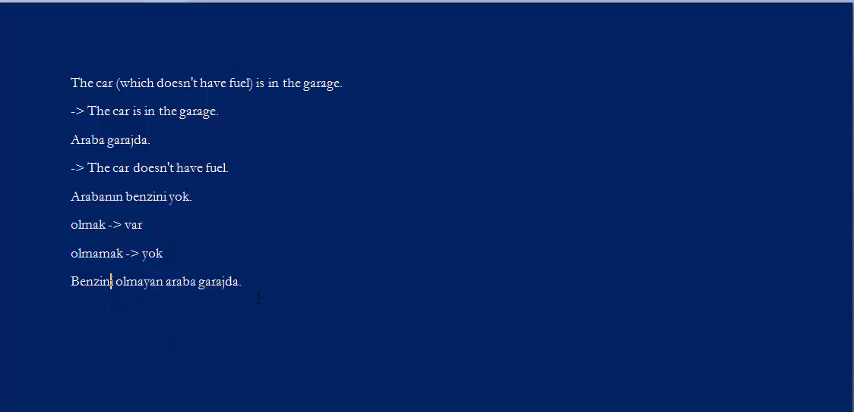 The car (which doesn't have fuel) is in the garage.
-> The car is in the garage.
Araba garajda.
-> The car doesn't have fuel.
Arabanın benzini yok.
olmak -> var
olmamak -> yok
Benzini olmayan araba garajda.